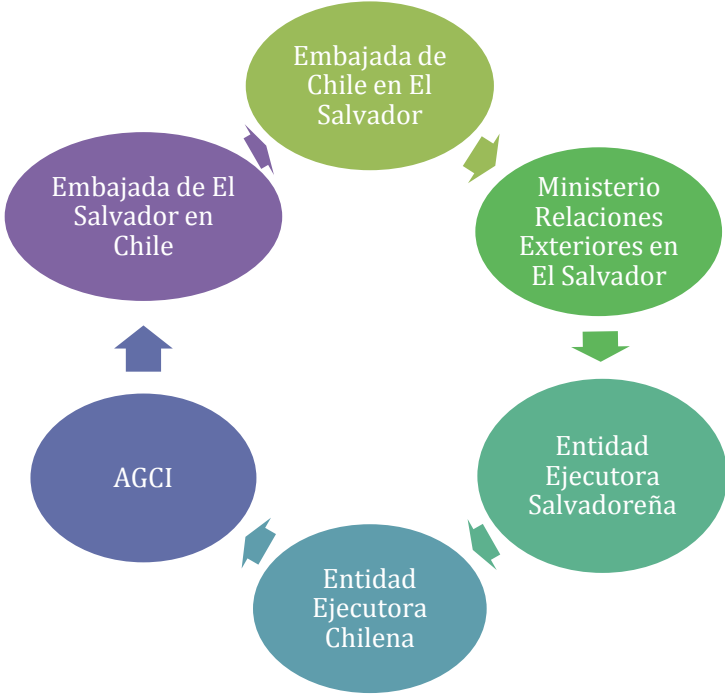 Embajada de
Chile en El
Salvador
Ministerio
Relaciones
Exteriores en
El Salvador
Entidad
Ejecutora
Salvadoreña
Entidad
Ejecutora
Chilena
AGCI
Embajada de El
Salvador en
Chile